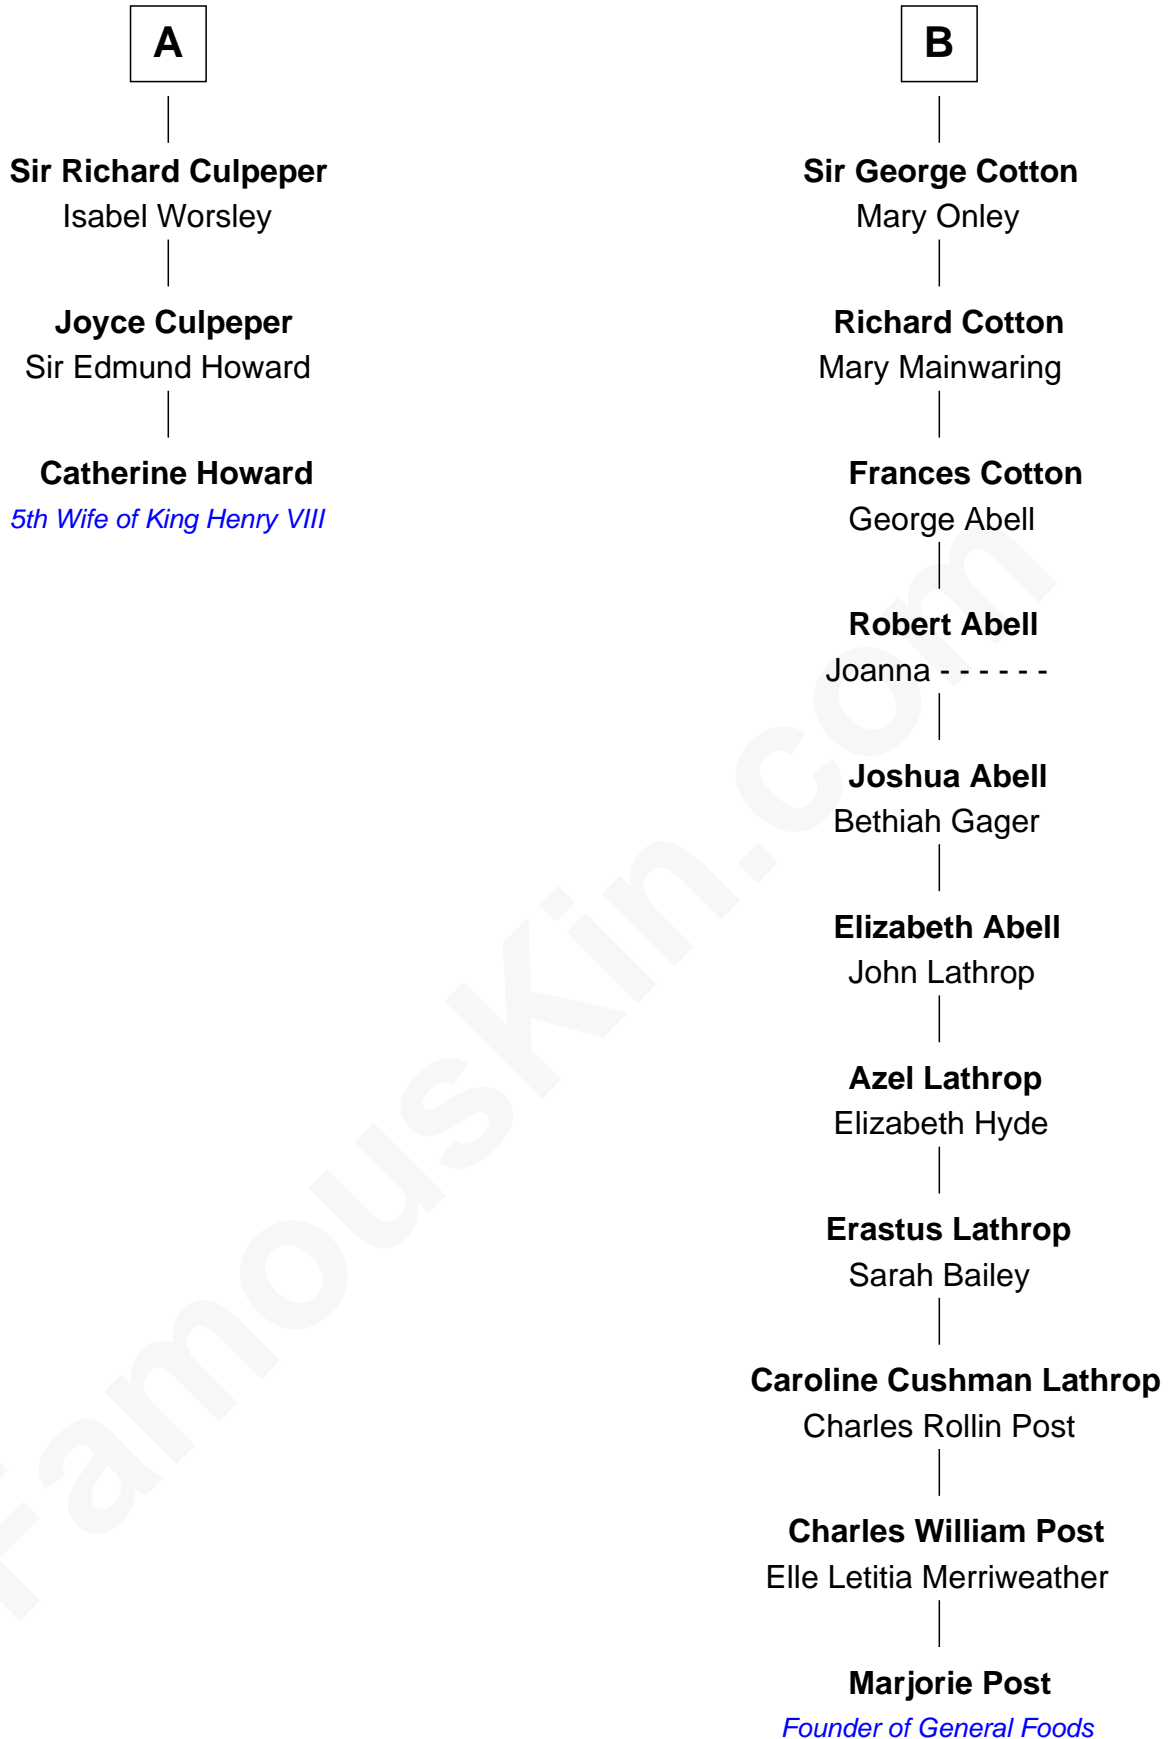 A
Sir Richard Culpeper
Isabel Worsley
Joyce Culpeper
Sir Edmund Howard
Catherine Howard
5th Wife of King Henry VIII
B
Sir George Cotton
Mary Onley
Richard Cotton
Mary Mainwaring
Frances Cotton
George Abell
Robert Abell
Joanna - - - - - -
Joshua Abell
Bethiah Gager
Elizabeth Abell
John Lathrop
Azel Lathrop
Elizabeth Hyde
Erastus Lathrop
Sarah Bailey
Caroline Cushman Lathrop
Charles Rollin Post
Charles William Post
Elle Letitia Merriweather
Marjorie Post
Founder of General Foods
FamousKin.com